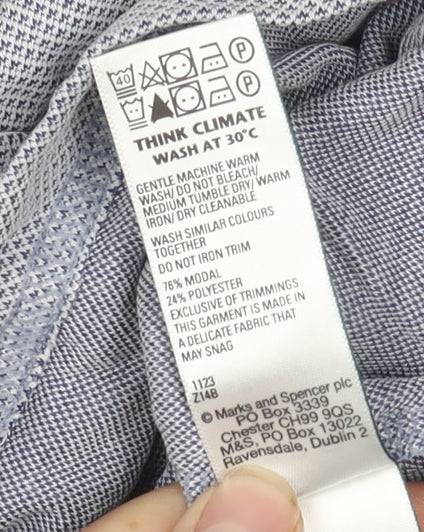 40 P
P
THINK CLIMATE
WASH AT 30°C
GENTLE MACHINE WARM
WASH/ DO NOT BLEACH/
MEDIUM TUMBLE DRY/ WARM
IRON/ DRY CLEANABLE
WASH SIMILAR COLOURS
TOGETHER
DO NOT IRON TRIM
76% MODAL
24% POLYESTER
EXCLUSIVE OF TRIMMINGS
THIS GARMENT IS MADE IN
A DELICATE FABRIC THAT
MAY SNAG
1123
Z14B
© Marks and Spencer plc
PO Box 3339
Chester CH99 9QS
M&S, PO Box 13022
Ravensdale, Dublin 2